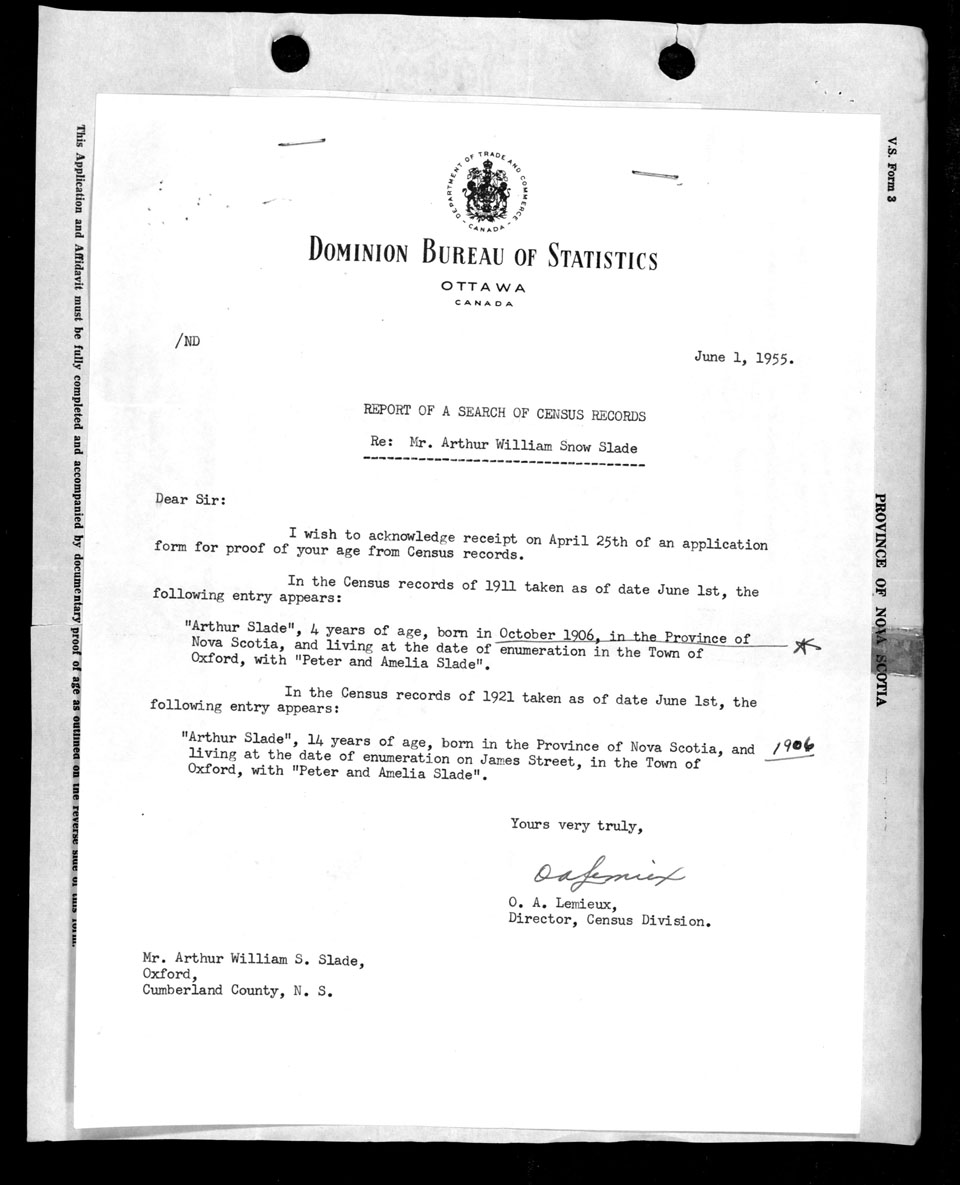 DEPARTMENT OF TRADE AND COMMERCE
- CANADA -
DOMINION BUREAU OF STATISTICS
OTTAWA
CANADA
/ND
June 1, 1955.
REPORT OF A SEARCH OF CENSUS RECORDS
Re: Mr. Arthur William Snow Slade
Dear Sir:
I wish to acknowledge receipt on April 25th of an application
form for proof of your age from Census records.
In the Census records of 1911 taken as of date June 1st, the
following entry appears:
"Arthur Slade", 4 years of age, born in October 1906, in the Province of
Nova Scotia, and living at the date of enumeration in the Town of
Oxford, with "Peter and Amelia Slade".
In the Census records of 1921 taken as of date June 1st, the
following entry appears:
"Arthur Slade", 14 years of age, born in the Province of Nova Scotia, and
living at the date of enumeration on James Street, in the Town of
Oxford, with "Peter and Amelia Slade".
1906
Yours very truly,
O A Lemieux
O. A. Lemieux,
Director, Census Division.
Mr. Arthur William S. Slade,
Oxford,
Cumberland County, N. S.
This Application and Affidavit must be fully completed and accompanied by documentary proof of age as outlined on the reverse side of this form.
V.S. Form 3
PROVINCE OF NOVA SCOTIA